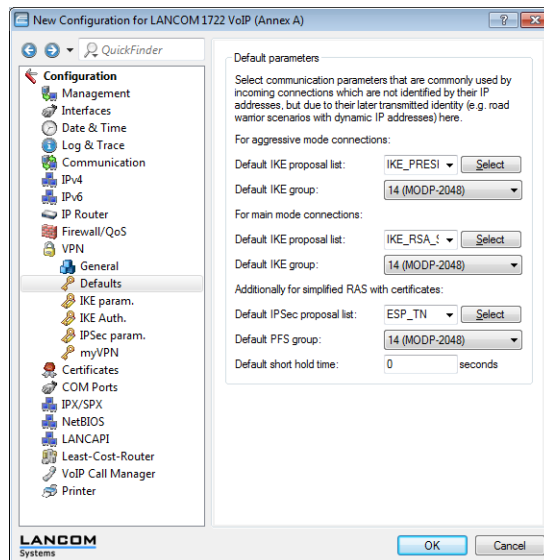 New Configuration for LANCOM 1722 VoIP (Annex A)
QuickFinder
Configuration
Management
Interfaces
Date & Time
Log & Trace
Communication
IPv4
IPv6
IP Router
Firewall/QoS
VPN
General
Defaults
IKE param.
IKE Auth.
IPSec param.
myVPN
Certificates
COM Ports
IPX/SPX
NetBIOS
LANCAPI
Least-Cost-Router
VoIP Call Manager
Printer
Default parameters
Select communication parameters that are commonly used by
incoming connections which are not identified by their IP
addresses, but due to their later transmitted identity (e.g. road
warrior scenarios with dynamic IP addresses) here.
For aggressive mode connections:
Default IKE proposal list: IKE_PRESI Select
Default IKE group: 14 (MODP-2048)
For main mode connections:
Default IKE proposal list: IKE_RSA_S Select
Default IKE group: 14 (MODP-2048)
Additionally for simplified RAS with certificates:
Default IPSec proposal list: ESP_TN Select
Default PFS group: 14 (MODP-2048)
Default short hold time: 0 seconds
LANCOM
Systems
OK Cancel